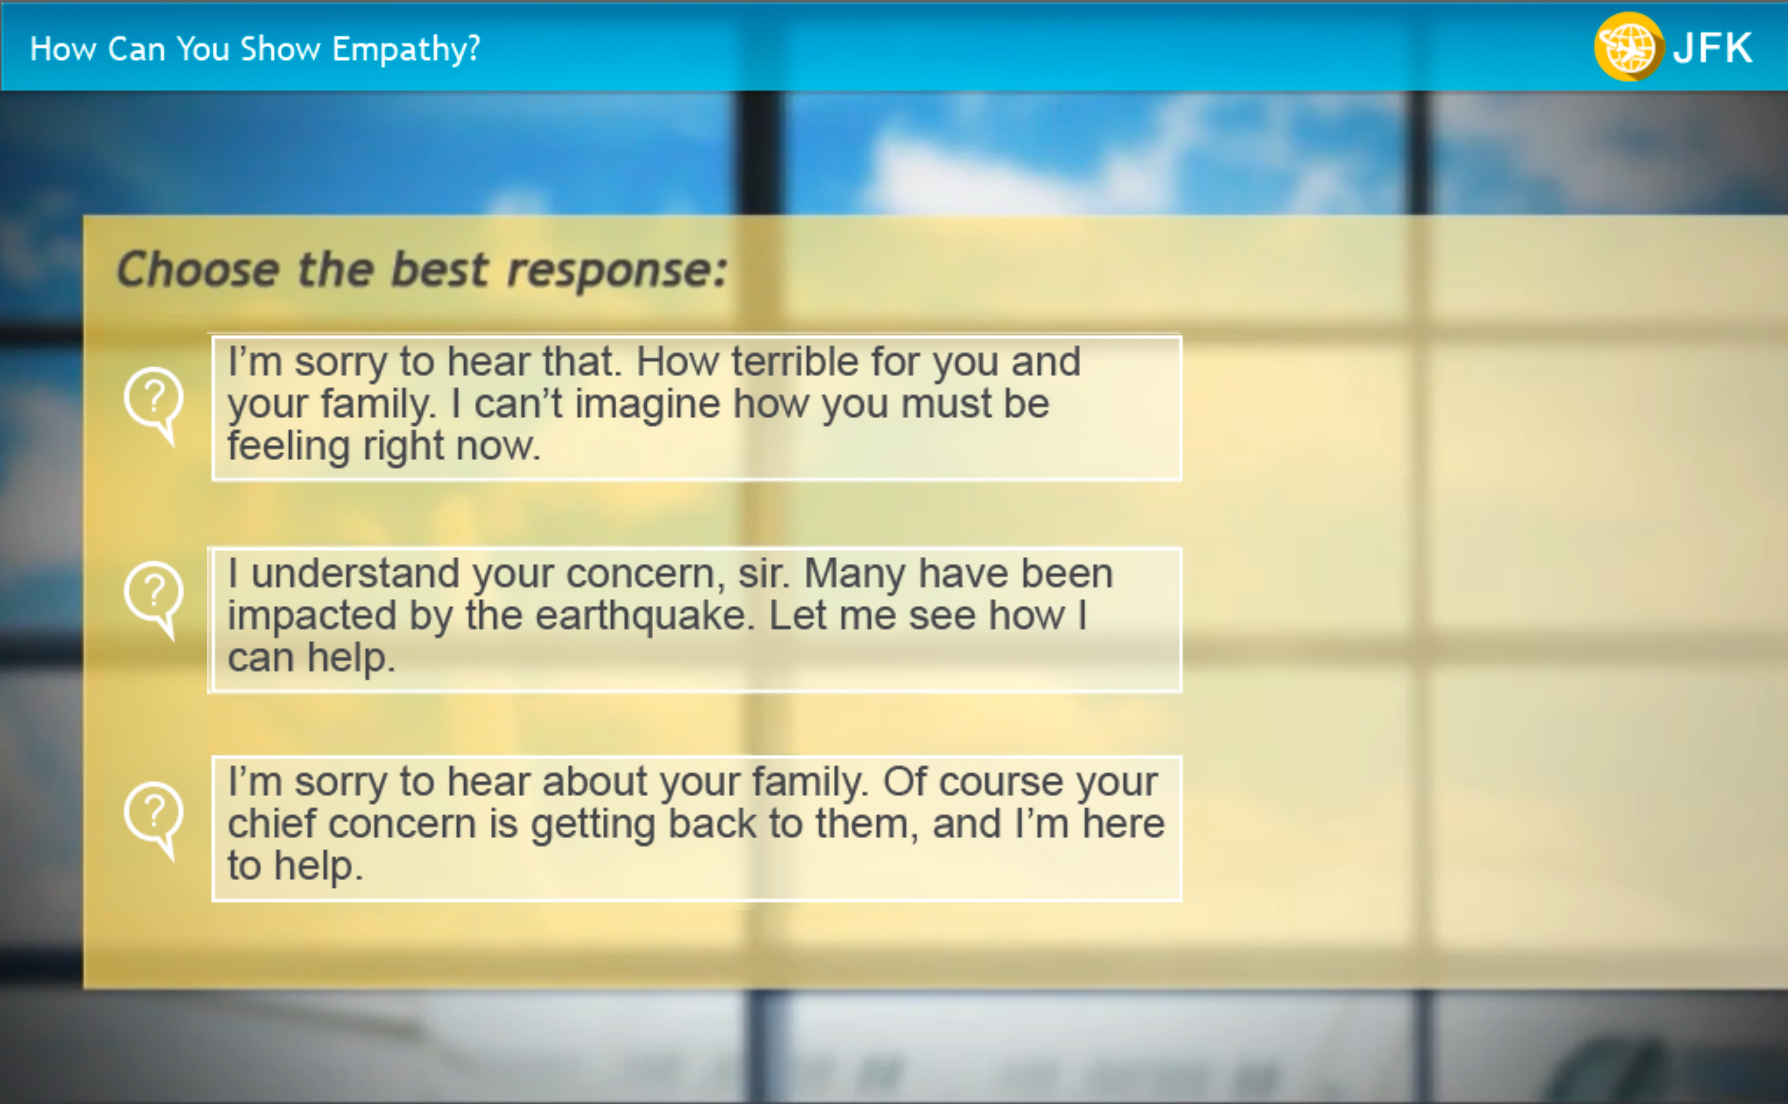 How Can You Show Empathy?
JFK
Choose the best response:
I’m sorry to hear that. How terrible for you and
your family. I can’t imagine how you must be
feeling right now.
I understand your concern, sir. Many have been
impacted by the earthquake. Let me see how I
can help.
I’m sorry to hear about your family. Of course your
chief concern is getting back to them, and I’m here
to help.